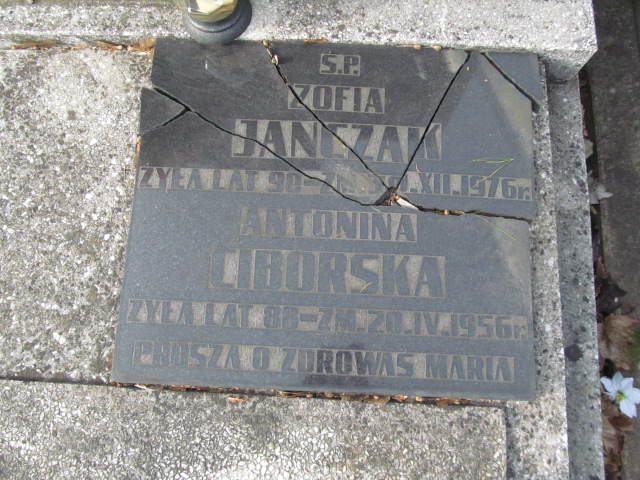 Ś.P.
ZOFIA
JANCZAK
ŻYŁA LAT 90-ZM. XII.1976r.
ANTONINA
CIBORSKA
ŻYŁA LAT 88-ZM.20.IV.1956r.
PROSZĄ O ZDROWAŚ MARIA